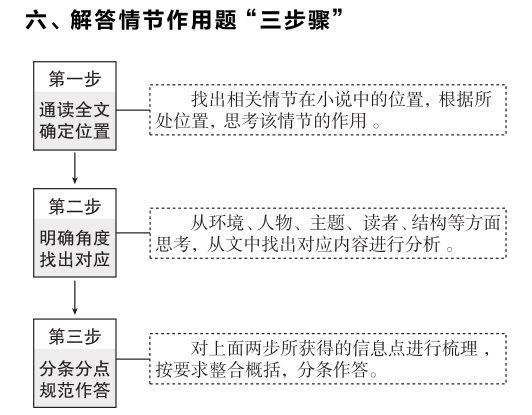 六、解答情节作用题“三步骤”
第一步
通读全文
确定位置
找出相关情节在小说中的位置，根据所
处位置，思考该情节的作用。
第二步
明确角度
找出对应
从环境、人物、主题、读者、结构等方面
思考，从文中找出对应内容进行分析。
第三步
分条分点
规范作答
对上面两步所获得的信息点进行梳理，
按要求整合概括，分条作答。